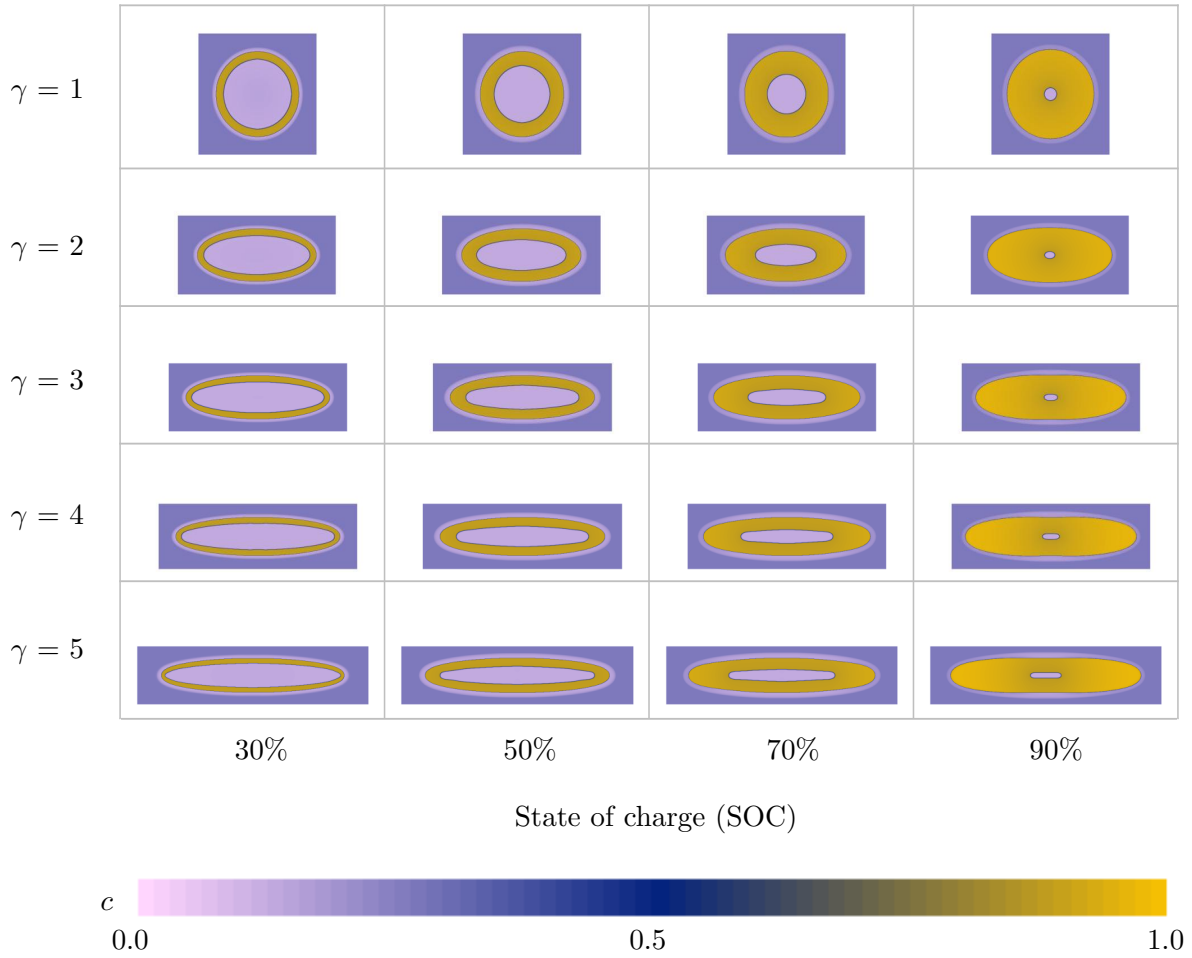 γ = 1
γ = 2
γ = 3
γ = 4
γ = 5
30% 50% 70% 90%
State of charge (SOC)
c
0.0 0.5 1.0